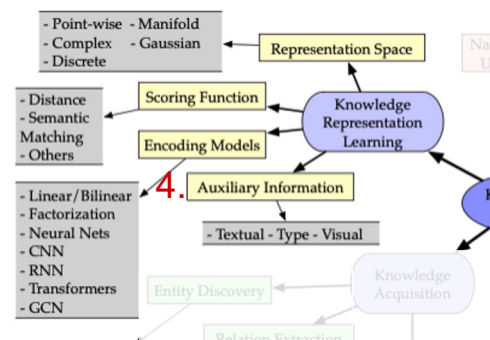 - Point-wise - Manifold
- Complex - Gaussian
- Discrete
Representation Space
Na
U
Scoring Function
Knowledge
Representation
Learning
- Distance
- Semantic
Matching
- Others
Encoding Models
4.
Auxiliary Information
- Linear/Bilinear
- Factorization
- Neural Nets
- CNN
- RNN
- Transformers
- GCN
- Textual - Type - Visual
Knowledge
Acquisition
Entity Discovery
Relation Extraction